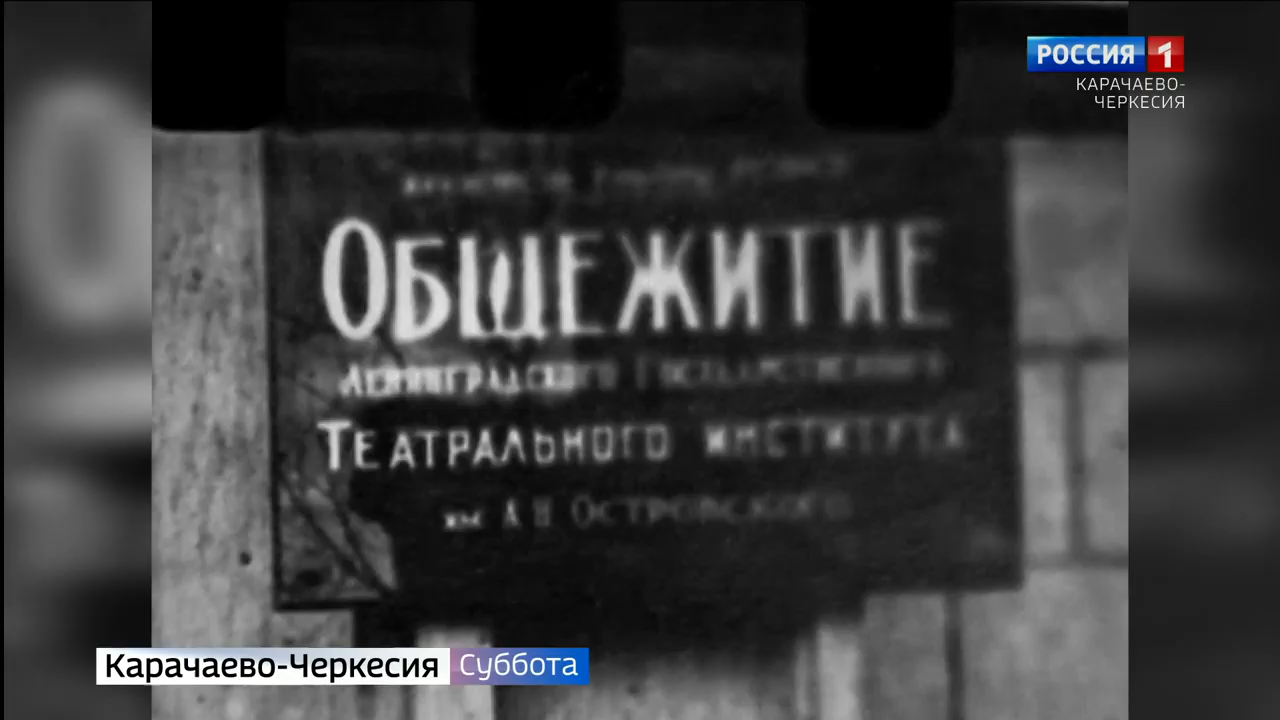 РОССИЯ 1
КАРАЧАЕВО-
ЧЕРКЕСИЯ
ОБЩЕЖИТИЕ
ЛЕНИНГРАДСКОГО ГОСУДАРСТВЕННОГО
ТЕАТРАЛЬНОГО ИНСТИТУТА
им А Н ОСТРОВСКОГО
Карачаево-Черкесия Суббота